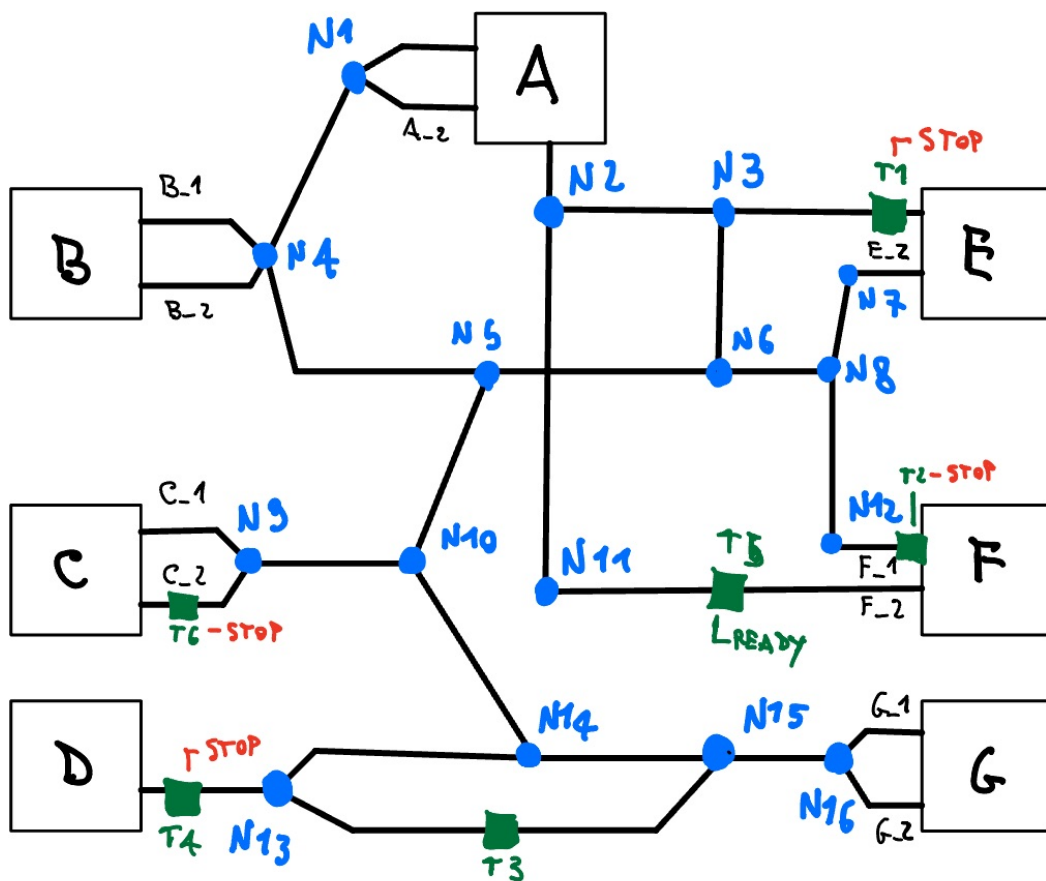 N1
A
A_2
STOP
T1
N2
N3
B_1
B
N4
E_2
E
B_2
N7
N5
N6
N8
T2-STOP
C_1
N9
N12
N10
C
C_2
T5
N11
F_1
F
F_2
T6-STOP
READY
N14
N15
G_1
STOP
D
G
N16
T4
N13
G_2
T3